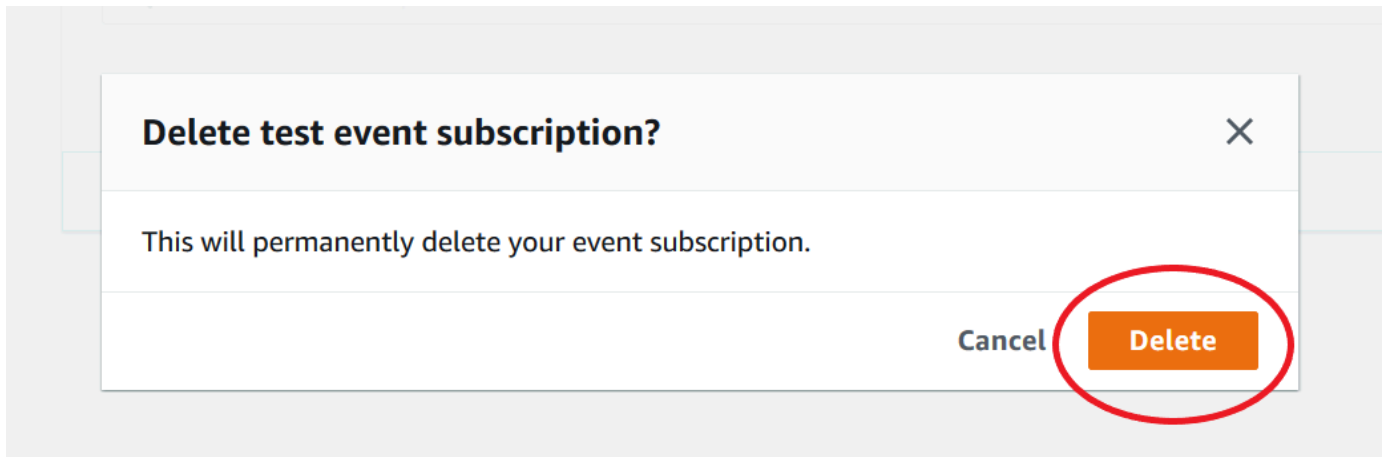 Delete test event subscription?
This will permanently delete your event subscription.
Cancel Delete